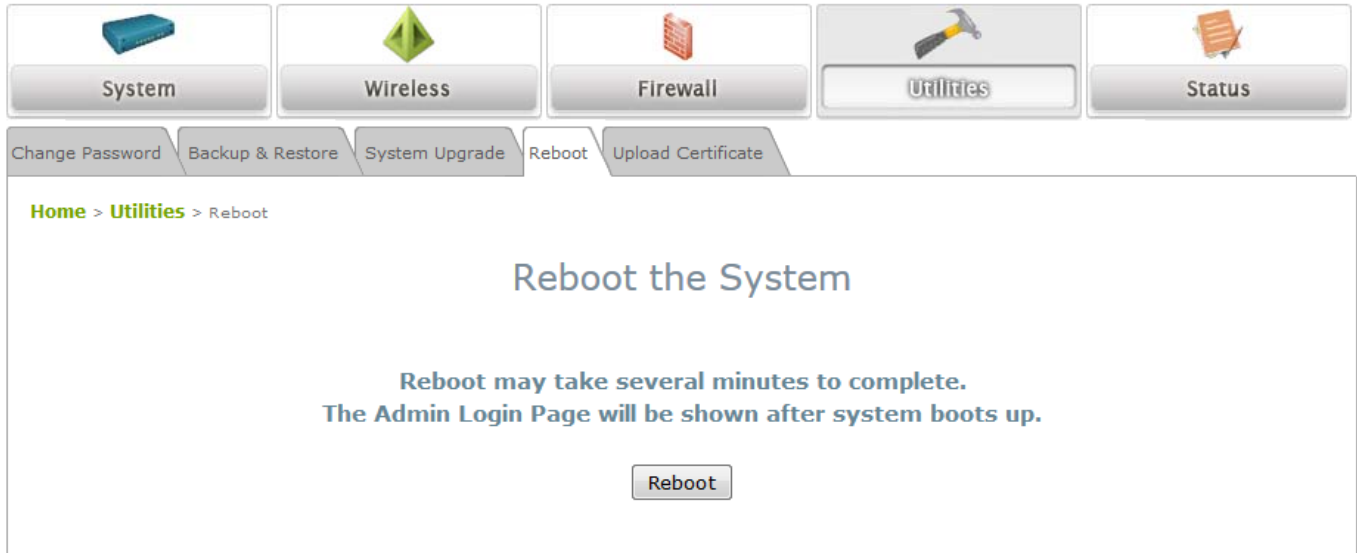 System
Wireless
Firewall
Utilities
Status
Change Password
Backup & Restore
System Upgrade
Reboot
Upload Certificate
Home > Utilities > Reboot
Reboot the System
Reboot may take several minutes to complete.
The Admin Login Page will be shown after system boots up.
Reboot